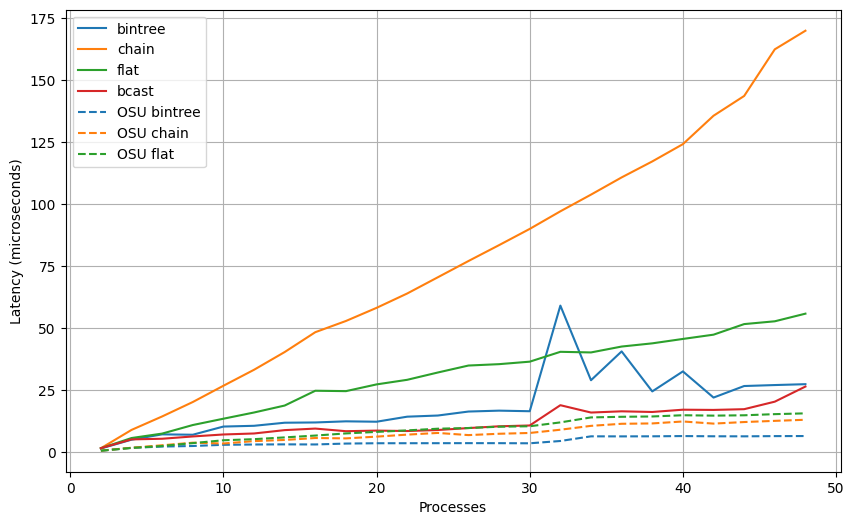 bintree
chain
flat
bcast
OSU bintree
OSU chain
OSU flat
175
150
125
100
75
50
25
0
Latency (microseconds)
0 10 20 30 40 50
Processes